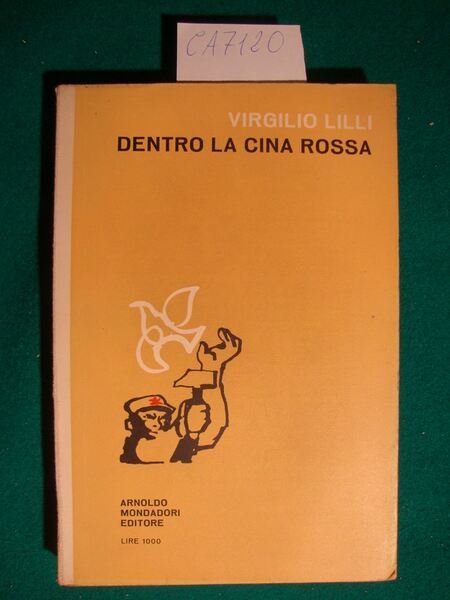 CA7120
VIRGILIO LILLI
DENTRO LA CINA ROSSA
ARNOLDO
MONDADORI
EDITORE
LIRE 1000